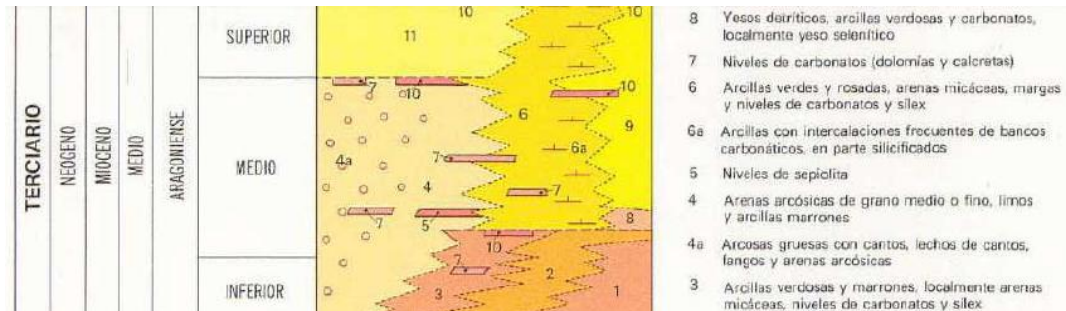 TERCIARIO
NEOGENO
MIOCENO
MEDIO
ARAGONIENSE
SUPERIOR
MEDIO
INFERIOR
10
10
11
7
10
10
6
9
4a
7
6a
4
7
7
5
8
10
7
2
3
1
8 Yesos detríticos, arcillas verdosas y carbonatos,
localmente yeso selenítico
7 Niveles de carbonatos (dolomías y calcretas)
6 Arcillas verdes y rosadas, arenas micáceas, margas
y niveles de carbonatos y sílex
6a Arcillas con intercalaciones frecuentes de bancos
carbonáticos, en parte silicificados
5 Niveles de sepiolita
4 Arenas arcósicas de grano medio o fino, limos
y arcillas marrones
4a Arcosas gruesas con cantos, lechos de cantos,
fangos y arenas arcósicas
3 Arcillas verdosas y marrones, localmente arenas
micáceas, niveles de carbonatos y sílex